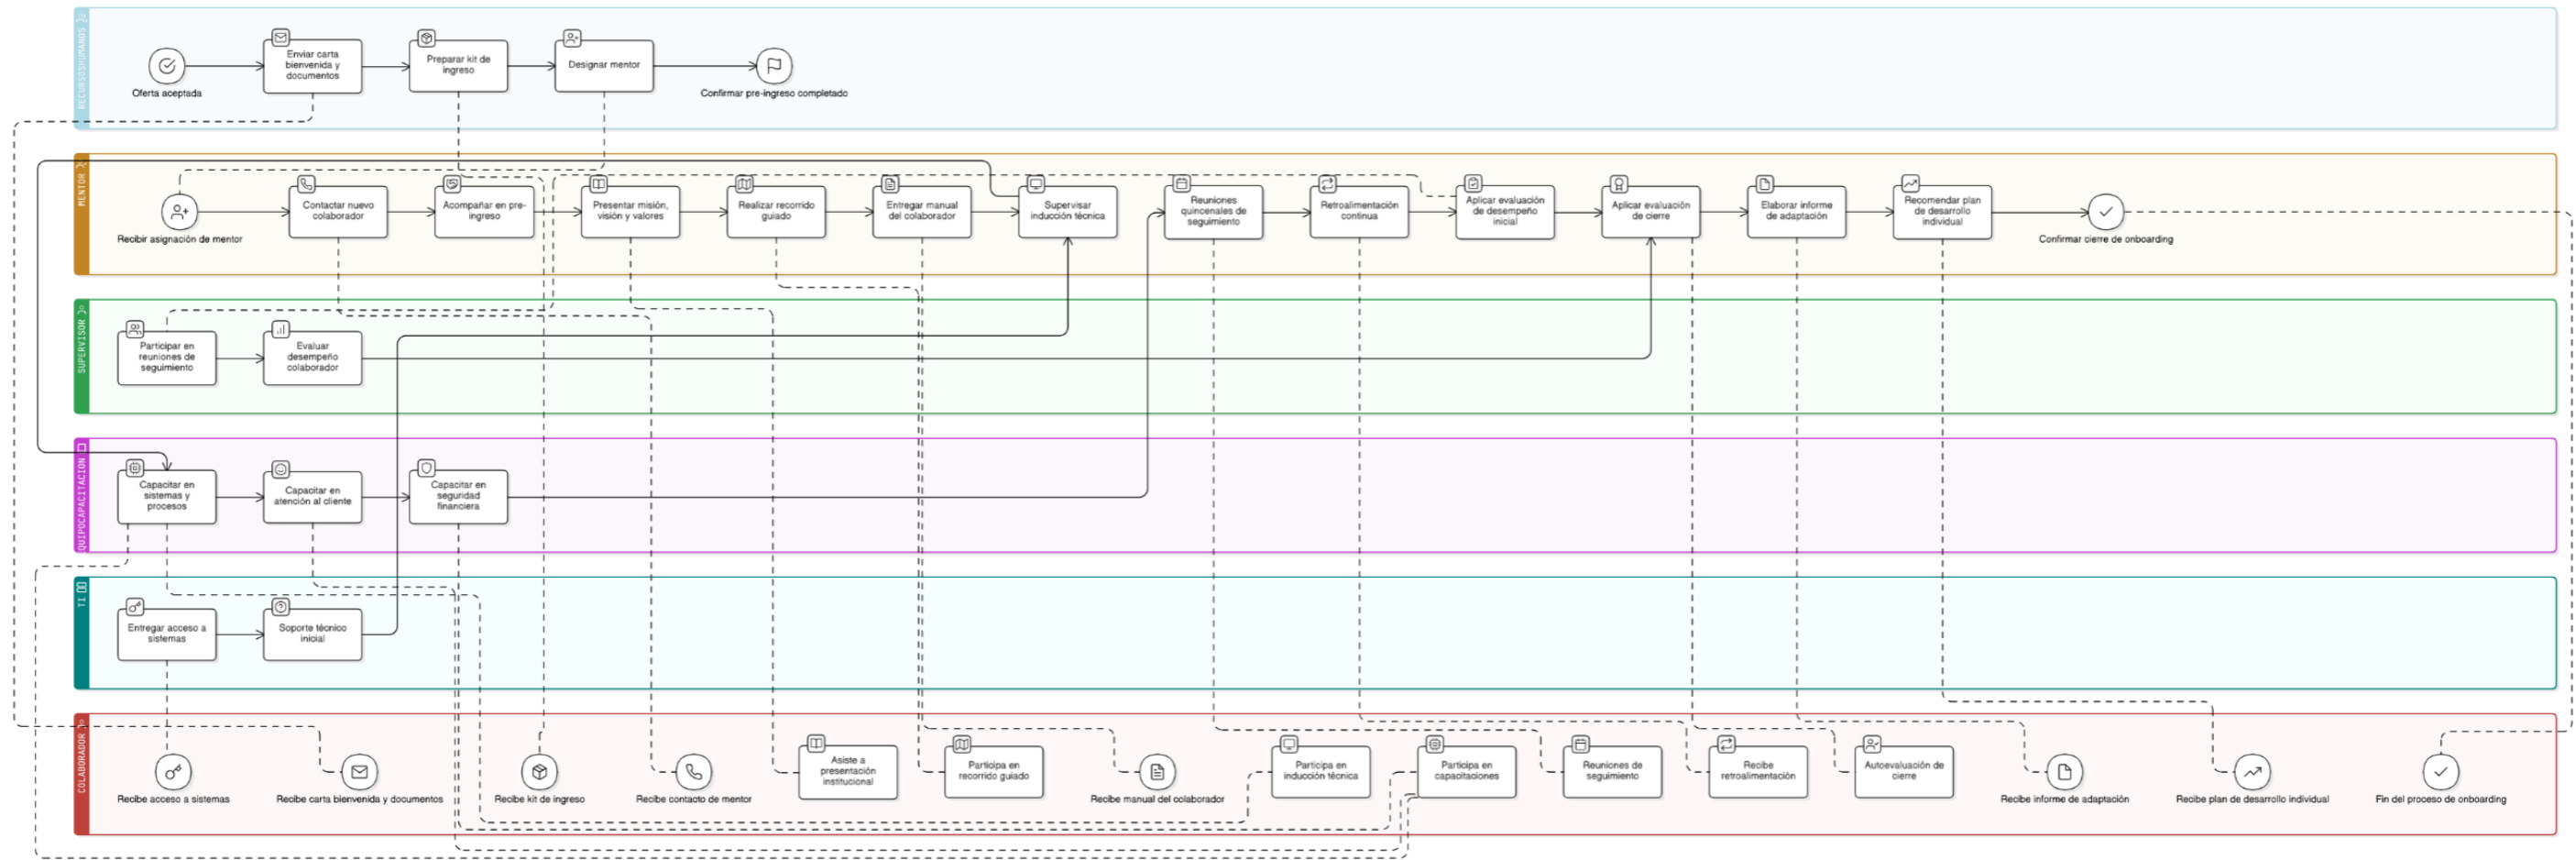 RECURSOSHUMANOS
Enviar carta
bienvenida y
documentos
Preparar kit de
ingreso
Designar mentor
Oferta aceptada
Confirmar pre-ingreso completado
MENTOR
Contactar nuevo
colaborador
Acompañar en pre-
ingreso
Presentar misión,
visión y valores
Realizar recorrido
guiado
Entregar manual
del colaborador
Supervisar
inducción técnica
Reuniones
quincenales de
seguimiento
Retroalimentación
continua
Aplicar evaluación
de desempeño
inicial
Aplicar evaluación
de cierre
Elaborar informe
de adaptación
Recomendar plan
de desarrollo
individual
Recibir asignación de mentor
Confirmar cierre de onboarding
SUPERVISOR
Participar en
reuniones de
seguimiento
Evaluar
desempeño
colaborador
QUIPOCAPACITACION
Capacitar en
sistemas y
procesos
Capacitar en
atención al cliente
Capacitar en
seguridad
financiera
TI
Entregar acceso a
sistemas
Soporte técnico
inicial
COLABORADOR
Recibe acceso a sistemas
Recibe carta bienvenida y documentos
Recibe kit de ingreso
Recibe contacto de mentor
Asiste a
presentación
institucional
Participa en
recorrido guiado
Recibe manual del colaborador
Participa en
inducción técnica
Participa en
capacitaciones
Reuniones de
seguimiento
Recibe
retroalimentación
Autoevaluación de
cierre
Recibe informe de adaptación
Recibe plan de desarrollo individual
Fin del proceso de onboarding